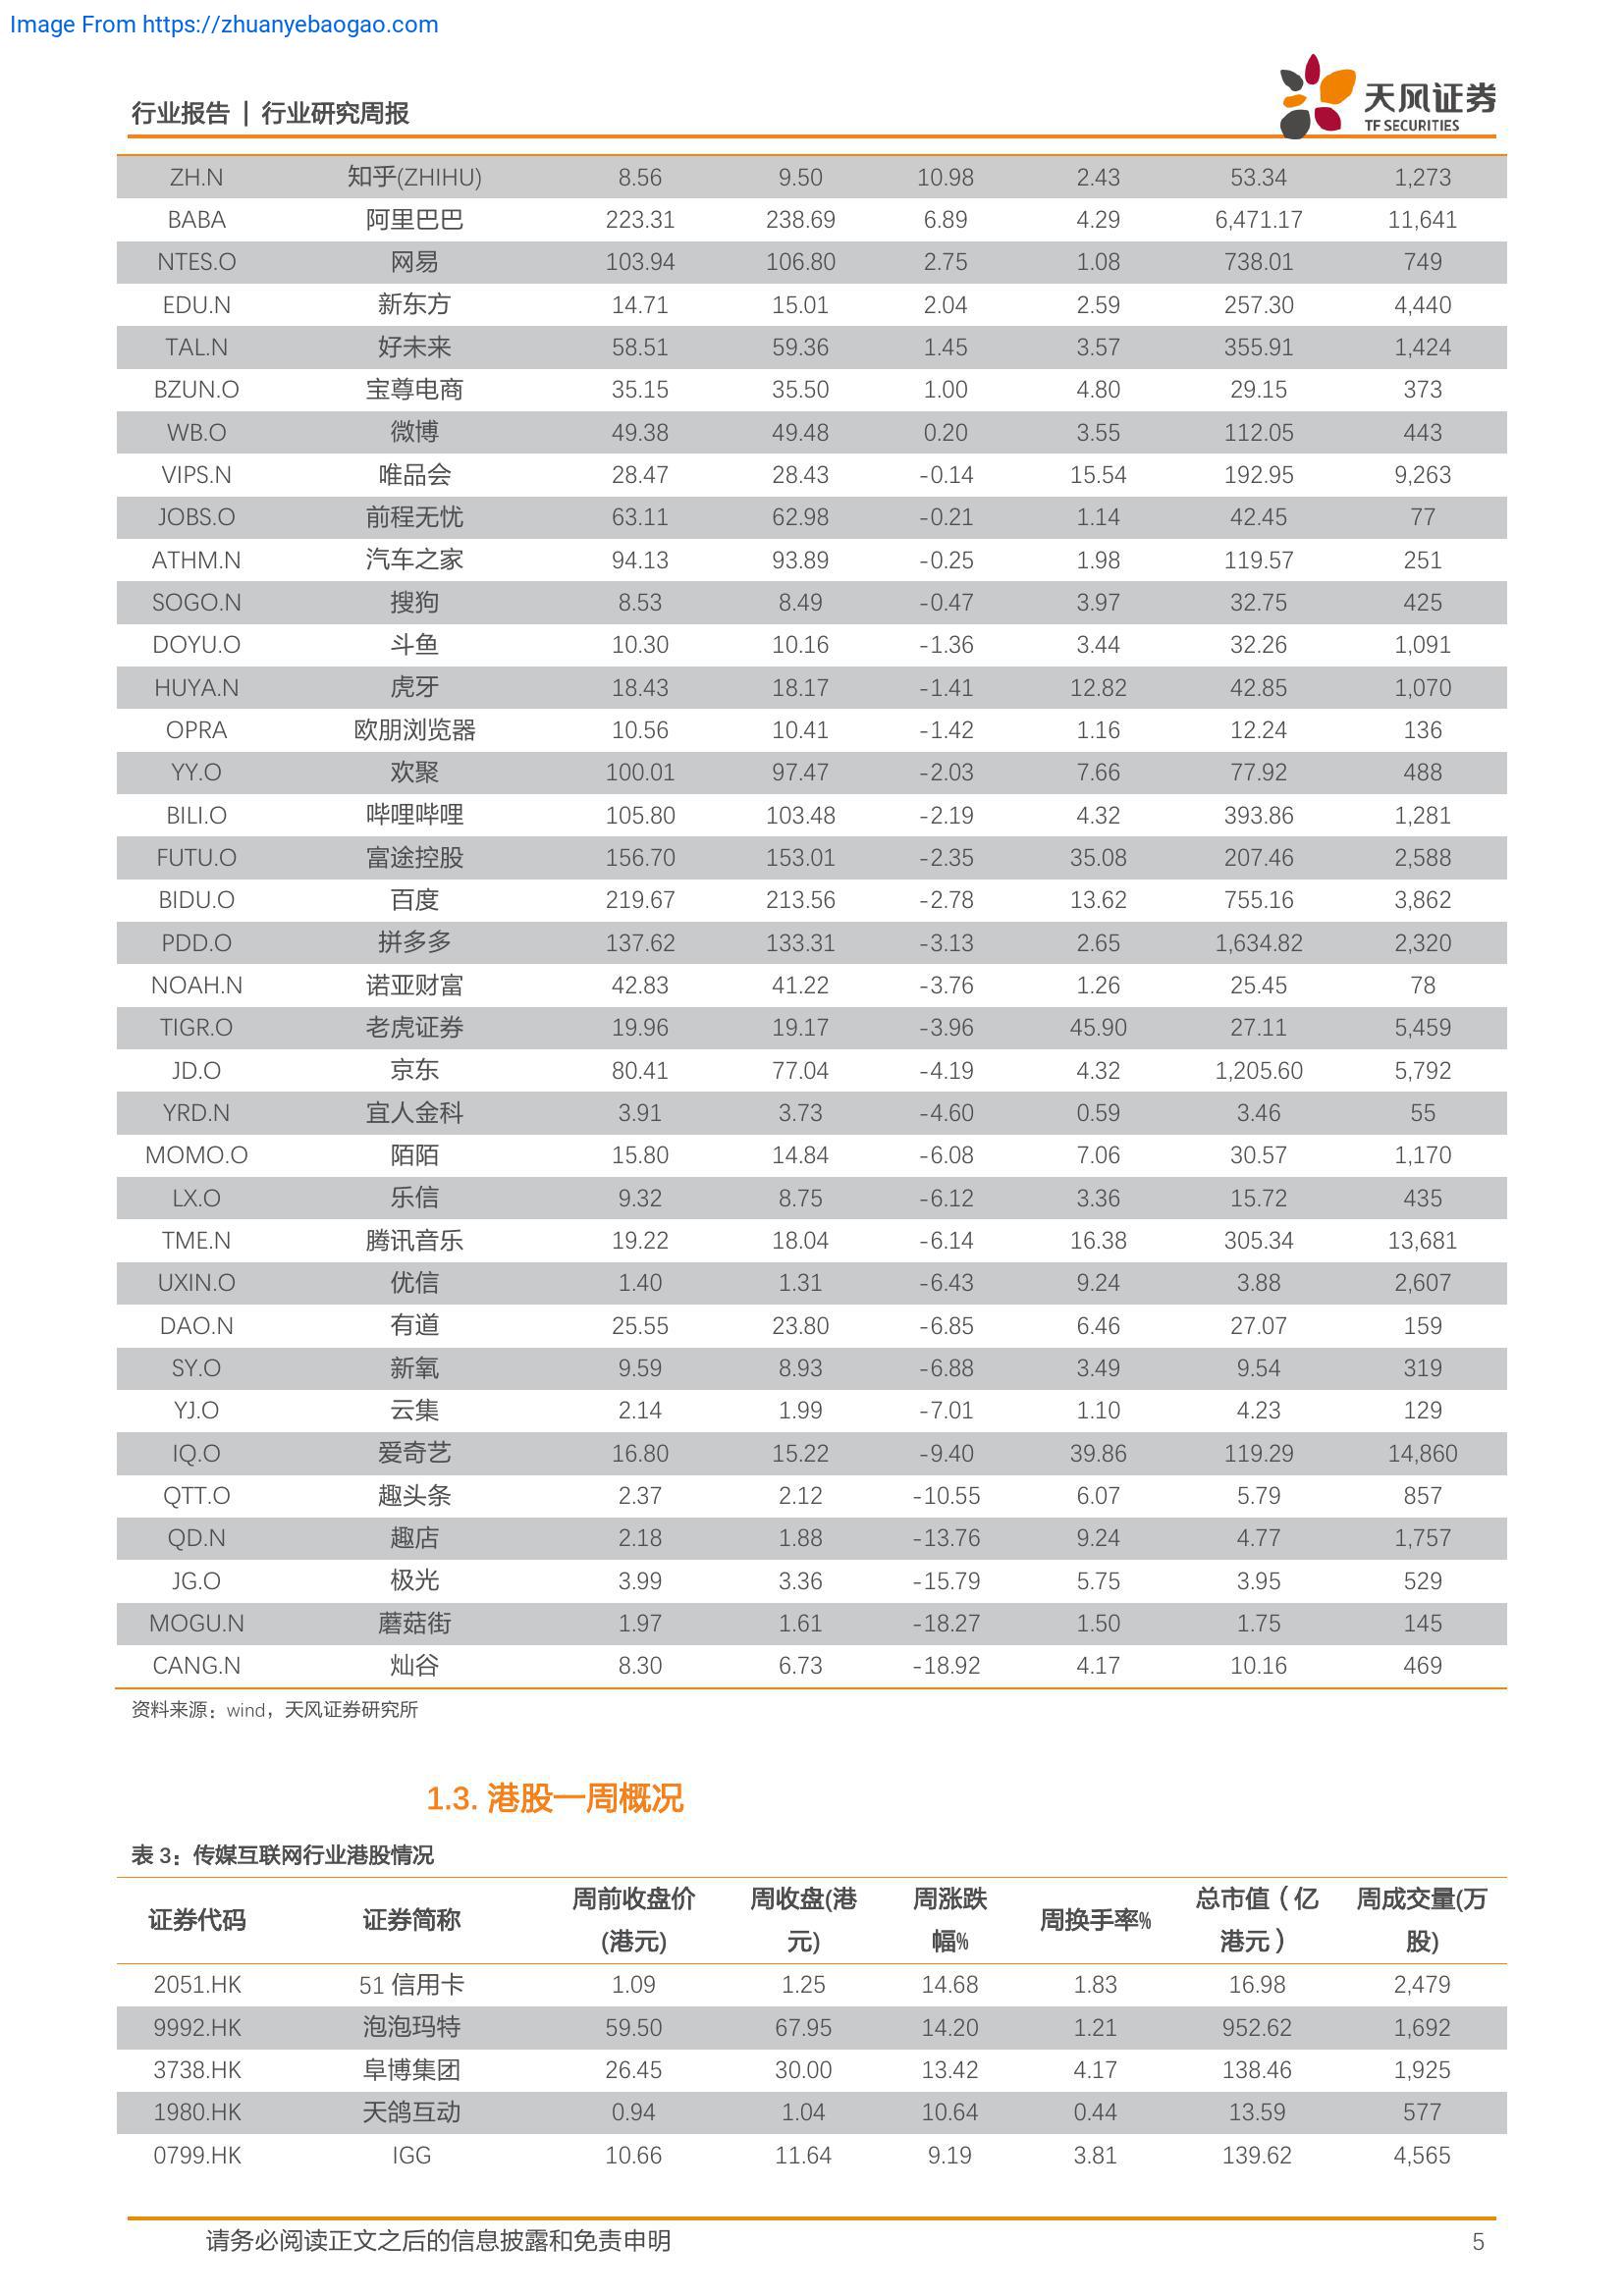 Image From https://zhuanyebaogao.com
行业报告 | 行业研究周报
天风证券
TF SECURITIES
ZH.N 知乎(ZHIHU) 8.56 9.50 10.98 2.43 53.34 1,273
BABA 阿里巴巴 223.31 238.69 6.89 4.29 6,471.17 11,641
NTES.O 网易 103.94 106.80 2.75 1.08 738.01 749
EDU.N 新东方 14.71 15.01 2.04 2.59 257.30 4,440
TAL.N 好未来 58.51 59.36 1.45 3.57 355.91 1,424
BZUN.O 宝尊电商 35.15 35.50 1.00 4.80 29.15 373
WB.O 微博 49.38 49.48 0.20 3.55 112.05 443
VIPS.N 唯品会 28.47 28.43 -0.14 15.54 192.95 9,263
JOBS.O 前程无忧 63.11 62.98 -0.21 1.14 42.45 77
ATHM.N 汽车之家 94.13 93.89 -0.25 1.98 119.57 251
SOGO.N 搜狗 8.53 8.49 -0.47 3.97 32.75 425
DOYU.O 斗鱼 10.30 10.16 -1.36 3.44 32.26 1,091
HUYA.N 虎牙 18.43 18.17 -1.41 12.82 42.85 1,070
OPRA 欧朋浏览器 10.56 10.41 -1.42 1.16 12.24 136
YY.O 欢聚 100.01 97.47 -2.03 7.66 77.92 488
BILI.O 哔哩哔哩 105.80 103.48 -2.19 4.32 393.86 1,281
FUTU.O 富途控股 156.70 153.01 -2.35 35.08 207.46 2,588
BIDU.O 百度 219.67 213.56 -2.78 13.62 755.16 3,862
PDD.O 拼多多 137.62 133.31 -3.13 2.65 1,634.82 2,320
NOAH.N 诺亚财富 42.83 41.22 -3.76 1.26 25.45 78
TIGR.O 老虎证券 19.96 19.17 -3.96 45.90 27.11 5,459
JD.O 京东 80.41 77.04 -4.19 4.32 1,205.60 5,792
YRD.N 宜人金科 3.91 3.73 -4.60 0.59 3.46 55
MOMO.O 陌陌 15.80 14.84 -6.08 7.06 30.57 1,170
LX.O 乐信 9.32 8.75 -6.12 3.36 15.72 435
TME.N 腾讯音乐 19.22 18.04 -6.14 16.38 305.34 13,681
UXIN.O 优信 1.40 1.31 -6.43 9.24 3.88 2,607
DAO.N 有道 25.55 23.80 -6.85 6.46 27.07 159
SY.O 新氧 9.59 8.93 -6.88 3.49 9.54 319
YJ.O 云集 2.14 1.99 -7.01 1.10 4.23 129
IQ.O 爱奇艺 16.80 15.22 -9.40 39.86 119.29 14,860
QTT.O 趣头条 2.37 2.12 -10.55 6.07 5.79 857
QD.N 趣店 2.18 1.88 -13.76 9.24 4.77 1,757
JG.O 极光 3.99 3.36 -15.79 5.75 3.95 529
MOGU.N 蘑菇街 1.97 1.61 -18.27 1.50 1.75 145
CANG.N 灿谷 8.30 6.73 -18.92 4.17 10.16 469
资料来源：wind，天风证券研究所
1.3. 港股一周概况
表 3：传媒互联网行业港股情况
证券代码 证券简称 周前收盘价(港元) 周收盘(港元) 周涨跌幅% 周换手率% 总市值（亿港元） 周成交量(万股)
2051.HK 51 信用卡 1.09 1.25 14.68 1.83 16.98 2,479
9992.HK 泡泡玛特 59.50 67.95 14.20 1.21 952.62 1,692
3738.HK 阜博集团 26.45 30.00 13.42 4.17 138.46 1,925
1980.HK 天鸽互动 0.94 1.04 10.64 0.44 13.59 577
0799.HK IGG 10.66 11.64 9.19 3.81 139.62 4,565
请务必阅读正文之后的信息披露和免责申明 5